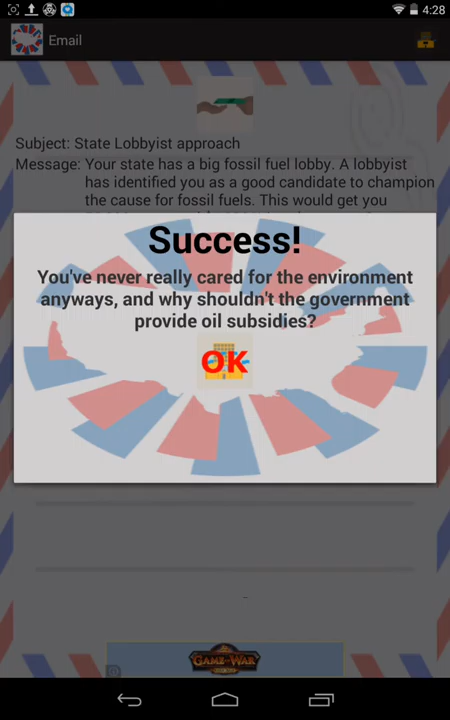 4:28
Email
Subject: State Lobbyist approach
Message: Your state has a big fossil fuel lobby. A lobbyist
has identified you as a good candidate to champion
the cause for fossil fuels. This would get you
Success!
You've never really cared for the environment
anyways, and why shouldn't the government
provide oil subsidies?
OK
GAME OF WAR